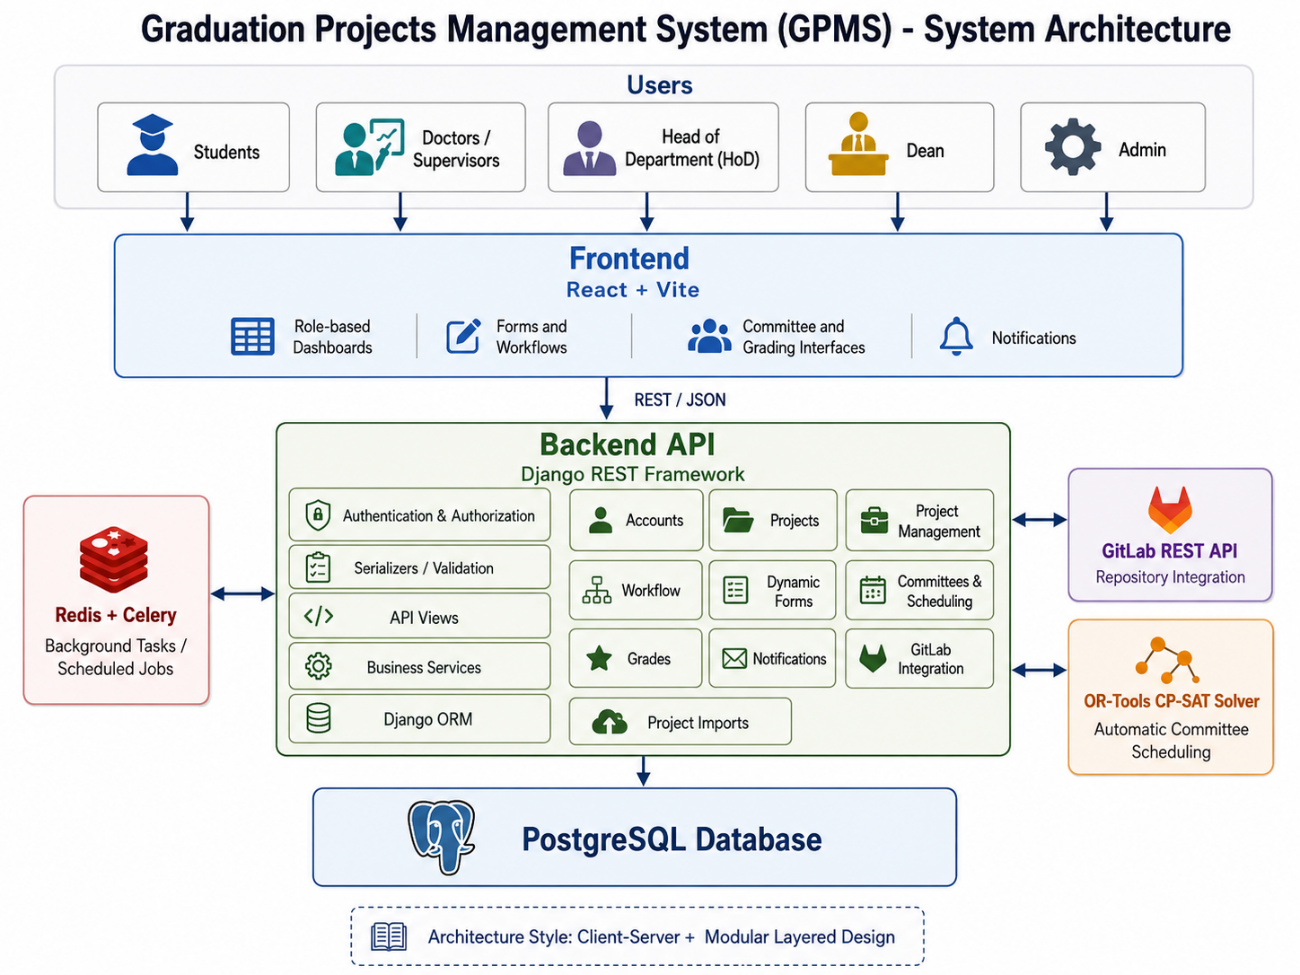 Graduation Projects Management System (GPMS) - System Architecture
Users
Students
Doctors /
Supervisors
Head of
Department (HoD)
Dean
Admin
Frontend
React + Vite
Role-based
Dashboards
Forms and
Workflows
Committee and
Grading Interfaces
Notifications
REST / JSON
Backend API
Django REST Framework
Authentication & Authorization
Serializers / Validation
API Views
Business Services
Django ORM
Accounts
Projects
Project
Management
Workflow
Dynamic
Forms
Committees &
Scheduling
Grades
Notifications
GitLab
Integration
Project Imports
Redis + Celery
Background Tasks /
Scheduled Jobs
GitLab REST API
Repository Integration
OR-Tools CP-SAT Solver
Automatic Committee
Scheduling
PostgreSQL Database
Architecture Style: Client-Server + Modular Layered Design